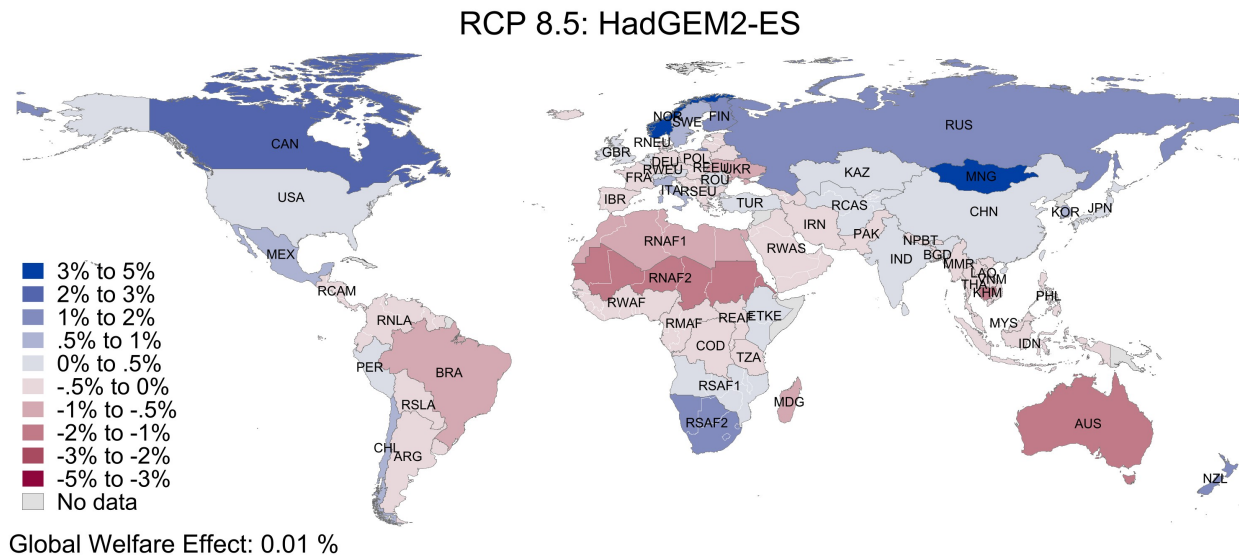 RCP 8.5: HadGEM2-ES
CAN
USA
MEX
RCAM
RNLA
PER
BRA
RSLA
CHL
ARG
NOR
SWE
FIN
RNEU
GBR
DEU
POL
RWEU
REEU
UKR
FRA
ROU
ITA
RSEU
IBR
TUR
RUS
KAZ
MNG
RCAS
CHN
KOR
JPN
IRN
PAK
NPBT
RWAS
IND
BGD
MMR
LAO
VNM
THA
KHM
PHL
MYS
IDN
RNAF1
RNAF2
RWAF
RMAF
REAF
ETKE
COD
TZA
RSAF1
RSAF2
MDG
AUS
NZL
3% to 5%
2% to 3%
1% to 2%
.5% to 1%
0% to .5%
-.5% to 0%
-1% to -.5%
-2% to -1%
-3% to -2%
-5% to -3%
No data
Global Welfare Effect: 0.01 %